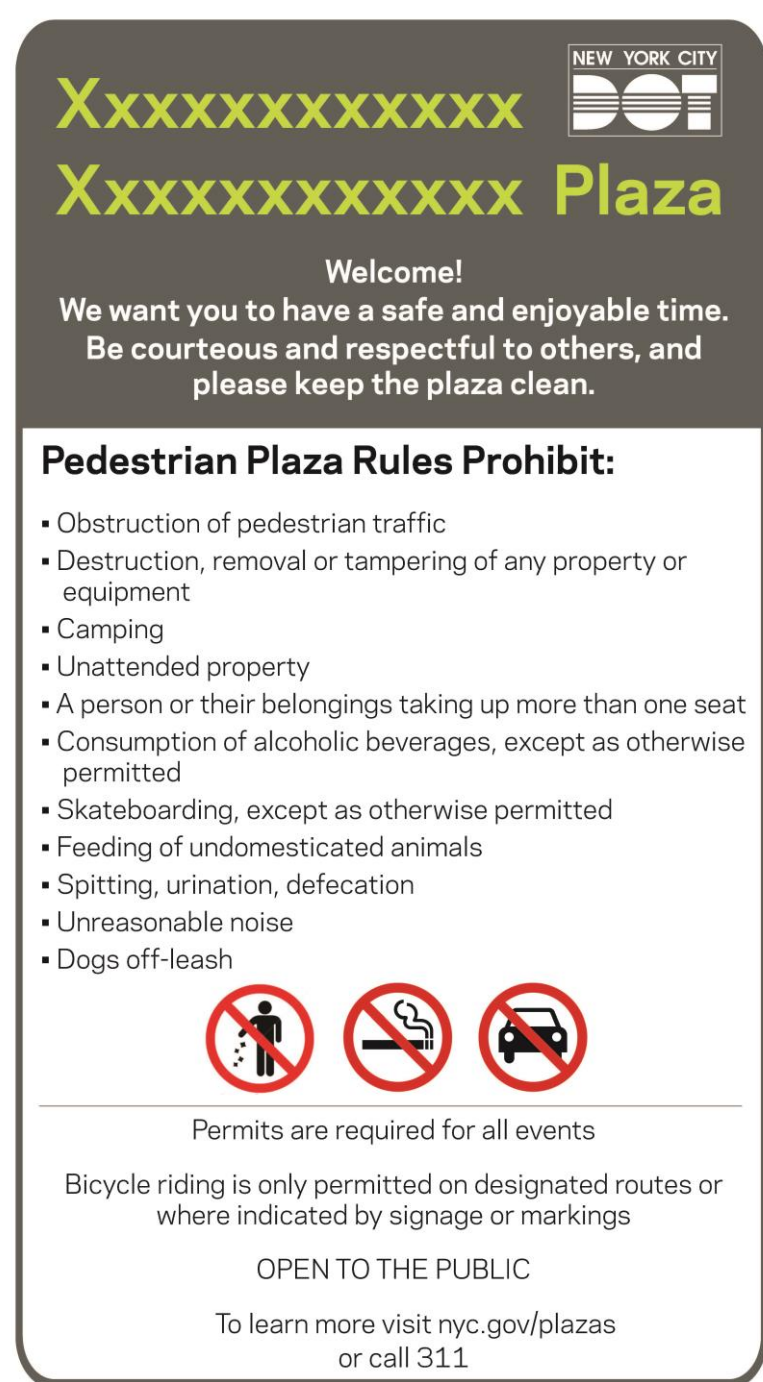 Xxxxxxxxxxxxx
NEW YORK CITY
DOT
Xxxxxxxxxxxxx Plaza
Welcome!
We want you to have a safe and enjoyable time.
Be courteous and respectful to others, and
please keep the plaza clean.
Pedestrian Plaza Rules Prohibit:
▪ Obstruction of pedestrian traffic
▪ Destruction, removal or tampering of any property or
equipment
▪ Camping
▪ Unattended property
▪ A person or their belongings taking up more than one seat
▪ Consumption of alcoholic beverages, except as otherwise
permitted
▪ Skateboarding, except as otherwise permitted
▪ Feeding of undomesticated animals
▪ Spitting, urination, defecation
▪ Unreasonable noise
▪ Dogs off-leash
Permits are required for all events
Bicycle riding is only permitted on designated routes or
where indicated by signage or markings
OPEN TO THE PUBLIC
To learn more visit nyc.gov/plazas
or call 311